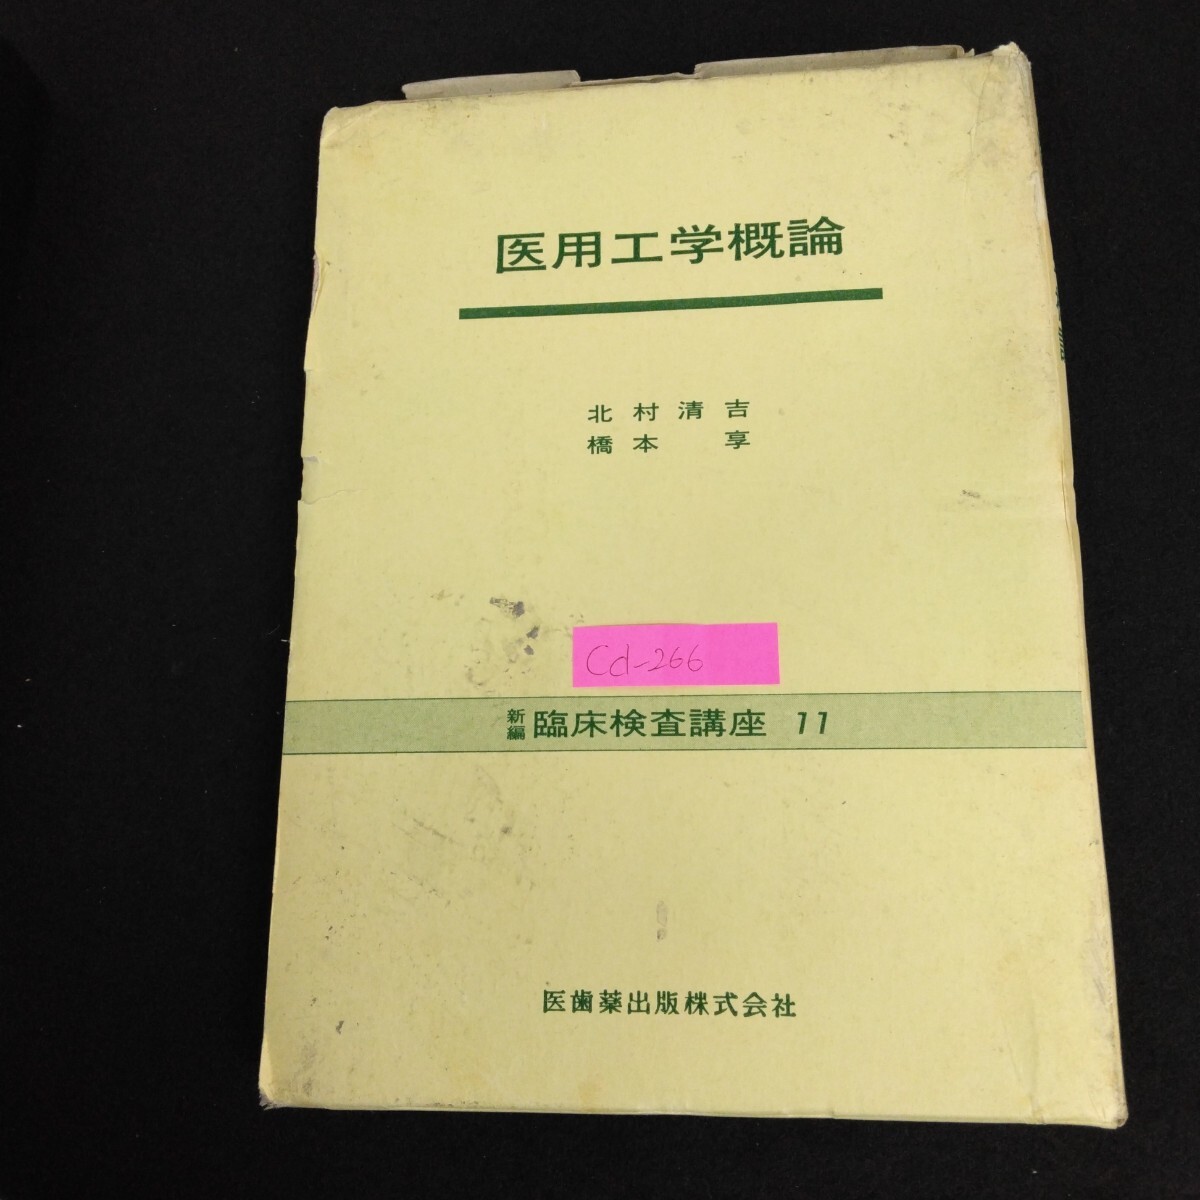 医用工学概論
北村清吉
橋本 享
Cd-266
新編 臨床検査講座 11
医歯薬出版株式会社